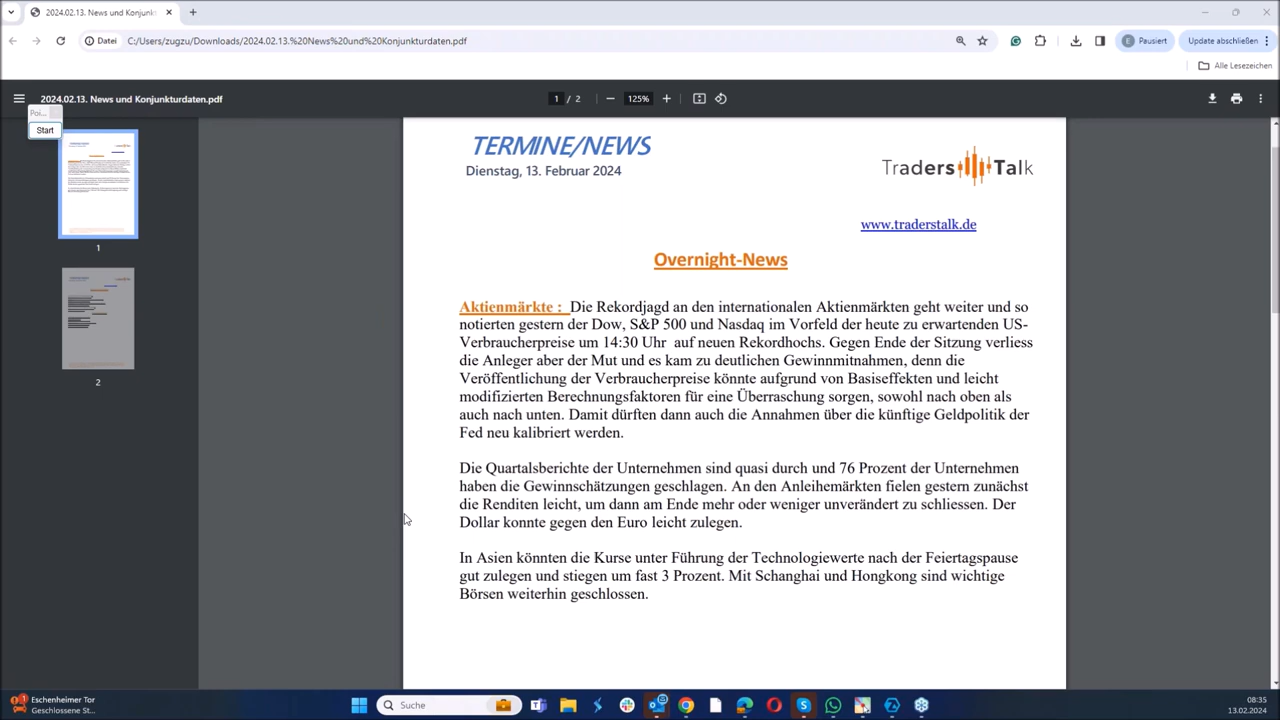 2024.02.13. News und Konjunktur
Datei
C:/Users/zugzu/Downloads/2024.02.13.%20News%20und%20Konjunkturdaten.pdf
E Pausiert
Update abschließen
Alle Lesezeichen
2024.02.13. News und Konjunkturdaten.pdf
1 / 2
125%
Poi...
Start
1
2
TERMINE/NEWS
Dienstag, 13. Februar 2024
TradersTalk
www.traderstalk.de
Overnight-News
Aktienmärkte : Die Rekordjagd an den internationalen Aktienmärkten geht weiter und so
notierten gestern der Dow, S&P 500 und Nasdaq im Vorfeld der heute zu erwartenden US-
Verbraucherpreise um 14:30 Uhr auf neuen Rekordhochs. Gegen Ende der Sitzung verliess
die Anleger aber der Mut und es kam zu deutlichen Gewinnmitnahmen, denn die
Veröffentlichung der Verbraucherpreise könnte aufgrund von Basiseffekten und leicht
modifizierten Berechnungsfaktoren für eine Überraschung sorgen, sowohl nach oben als
auch nach unten. Damit dürften dann auch die Annahmen über die künftige Geldpolitik der
Fed neu kalibriert werden.
Die Quartalsberichte der Unternehmen sind quasi durch und 76 Prozent der Unternehmen
haben die Gewinnschätzungen geschlagen. An den Anleihemärkten fielen gestern zunächst
die Renditen leicht, um dann am Ende mehr oder weniger unverändert zu schliessen. Der
Dollar konnte gegen den Euro leicht zulegen.
In Asien könnten die Kurse unter Führung der Technologiewerte nach der Feiertagspause
gut zulegen und stiegen um fast 3 Prozent. Mit Schanghai und Hongkong sind wichtige
Börsen weiterhin geschlossen.
1
Eschenheimer Tor
Geschlossene St...
Suche
08:35
13.02.2024